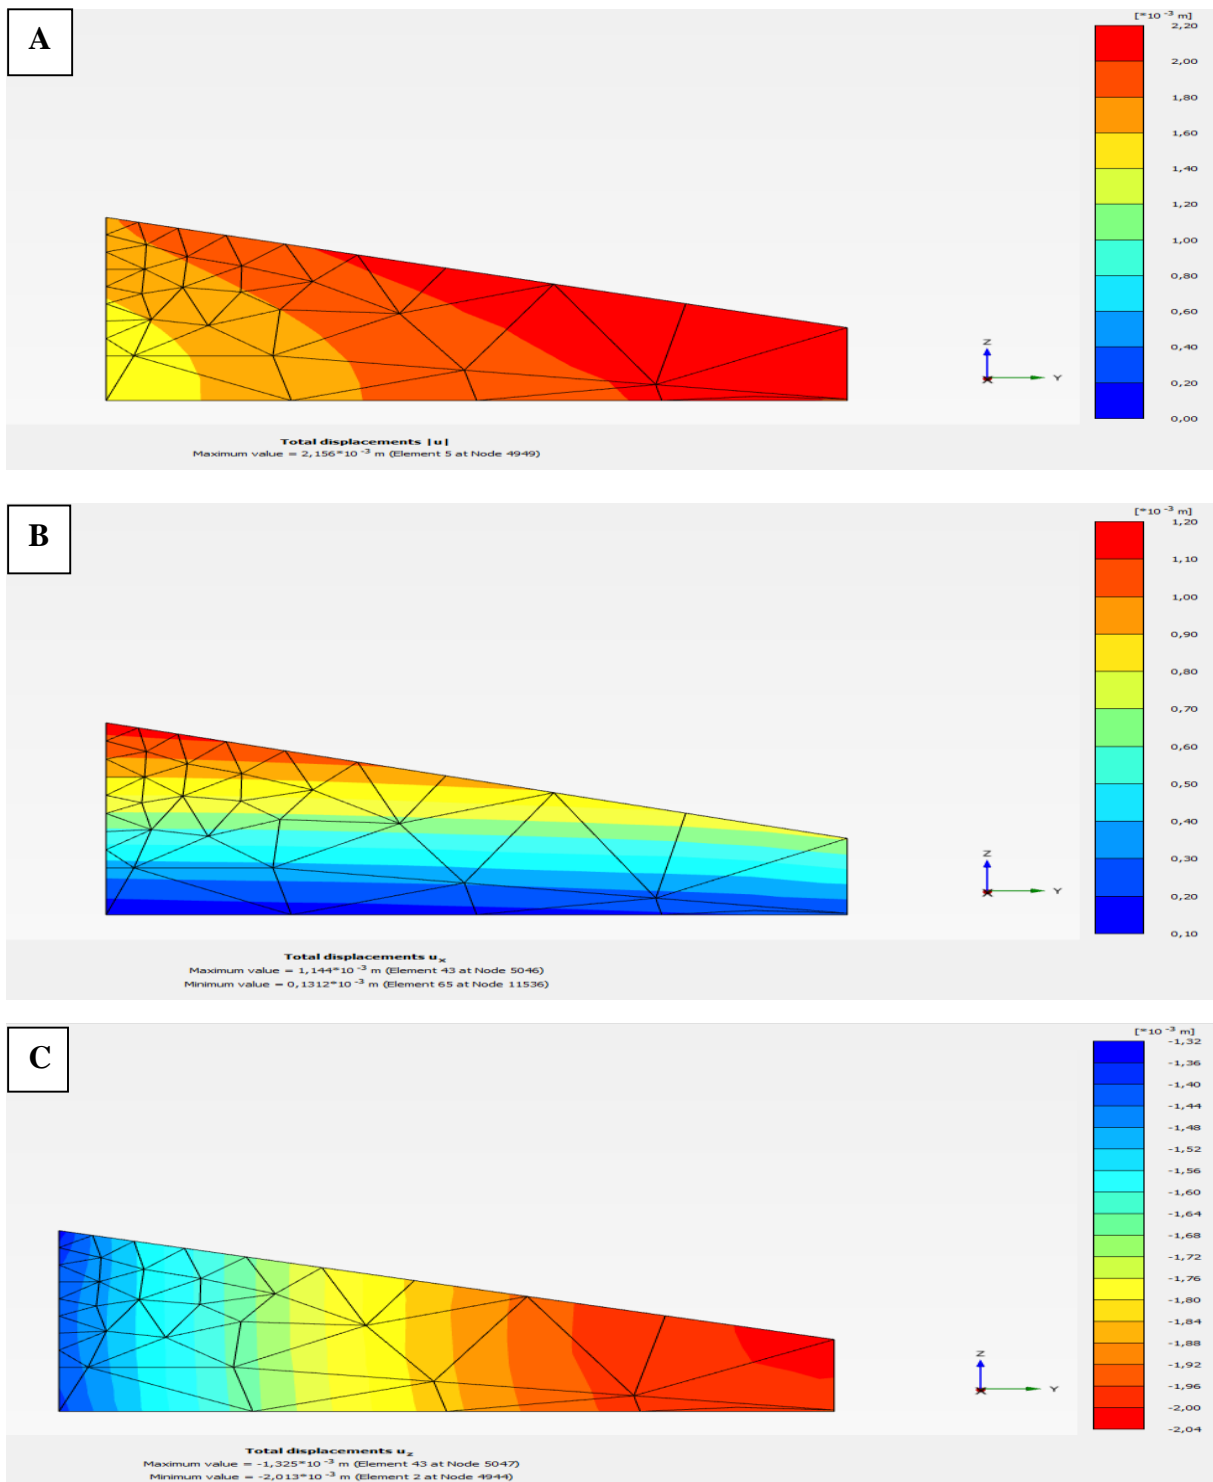 A
[*10 -3 m]
2,20
2,00
1,80
1,60
1,40
1,20
1,00
0,80
0,60
0,40
0,20
0,00
Z
Y
Total displacements |u|
Maximum value = 2,156*10 -3 m (Element 5 at Node 4949)
B
[*10 -3 m]
1,20
1,10
1,00
0,90
0,80
0,70
0,60
0,50
0,40
0,30
0,20
0,10
Z
Y
Total displacements ux
Maximum value = 1,144*10 -3 m (Element 43 at Node 5046)
Minimum value = 0,1312*10 -3 m (Element 65 at Node 11536)
C
[*10 -3 m]
-1,32
-1,36
-1,40
-1,44
-1,48
-1,52
-1,56
-1,60
-1,64
-1,68
-1,72
-1,76
-1,80
-1,84
-1,88
-1,92
-1,96
-2,00
-2,04
Z
Y
Total displacements uz
Maximum value = -1,325*10 -3 m (Element 43 at Node 5047)
Minimum value = -2,013*10 -3 m (Element 2 at Node 4944)